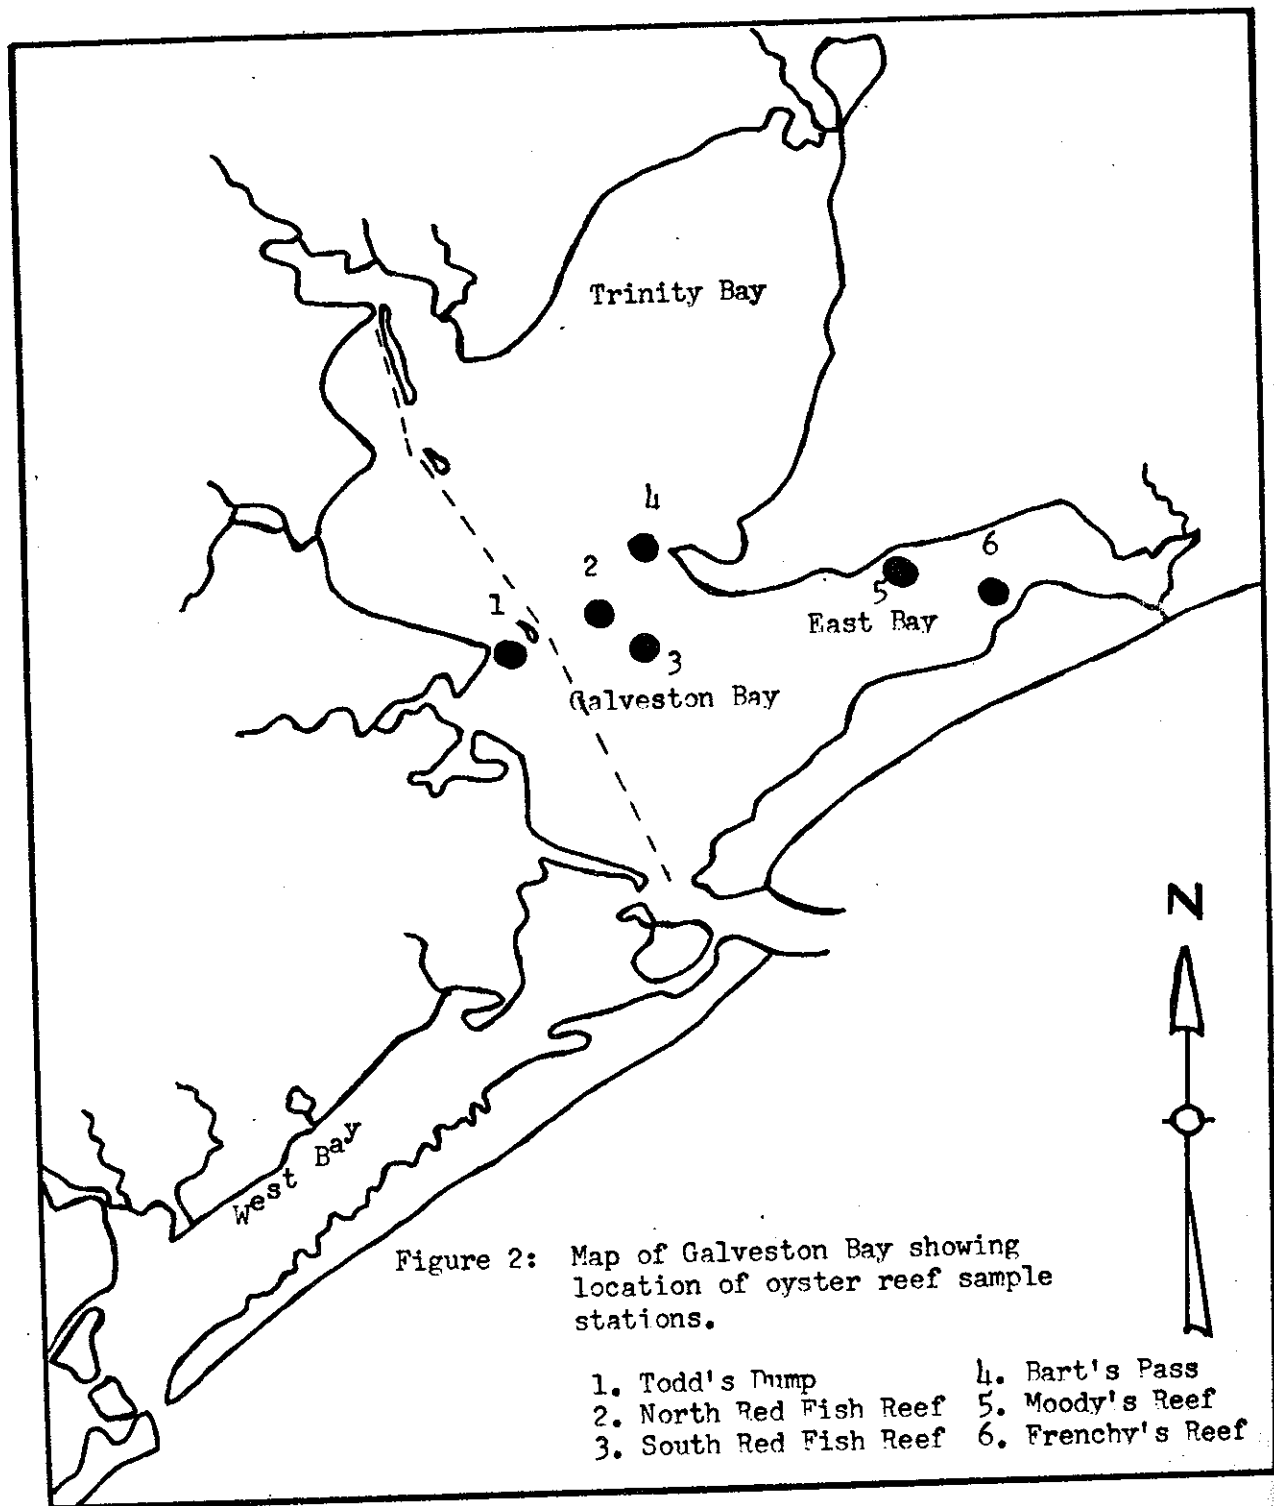 Trinity Bay
4
2
6
1
5
East Bay
3
Galveston Bay
N
West Bay
Figure 2: Map of Galveston Bay showing
location of oyster reef sample
stations.
1. Todd's Dump
2. North Red Fish Reef
3. South Red Fish Reef
4. Bart's Pass
5. Moody's Reef
6. Frenchy's Reef